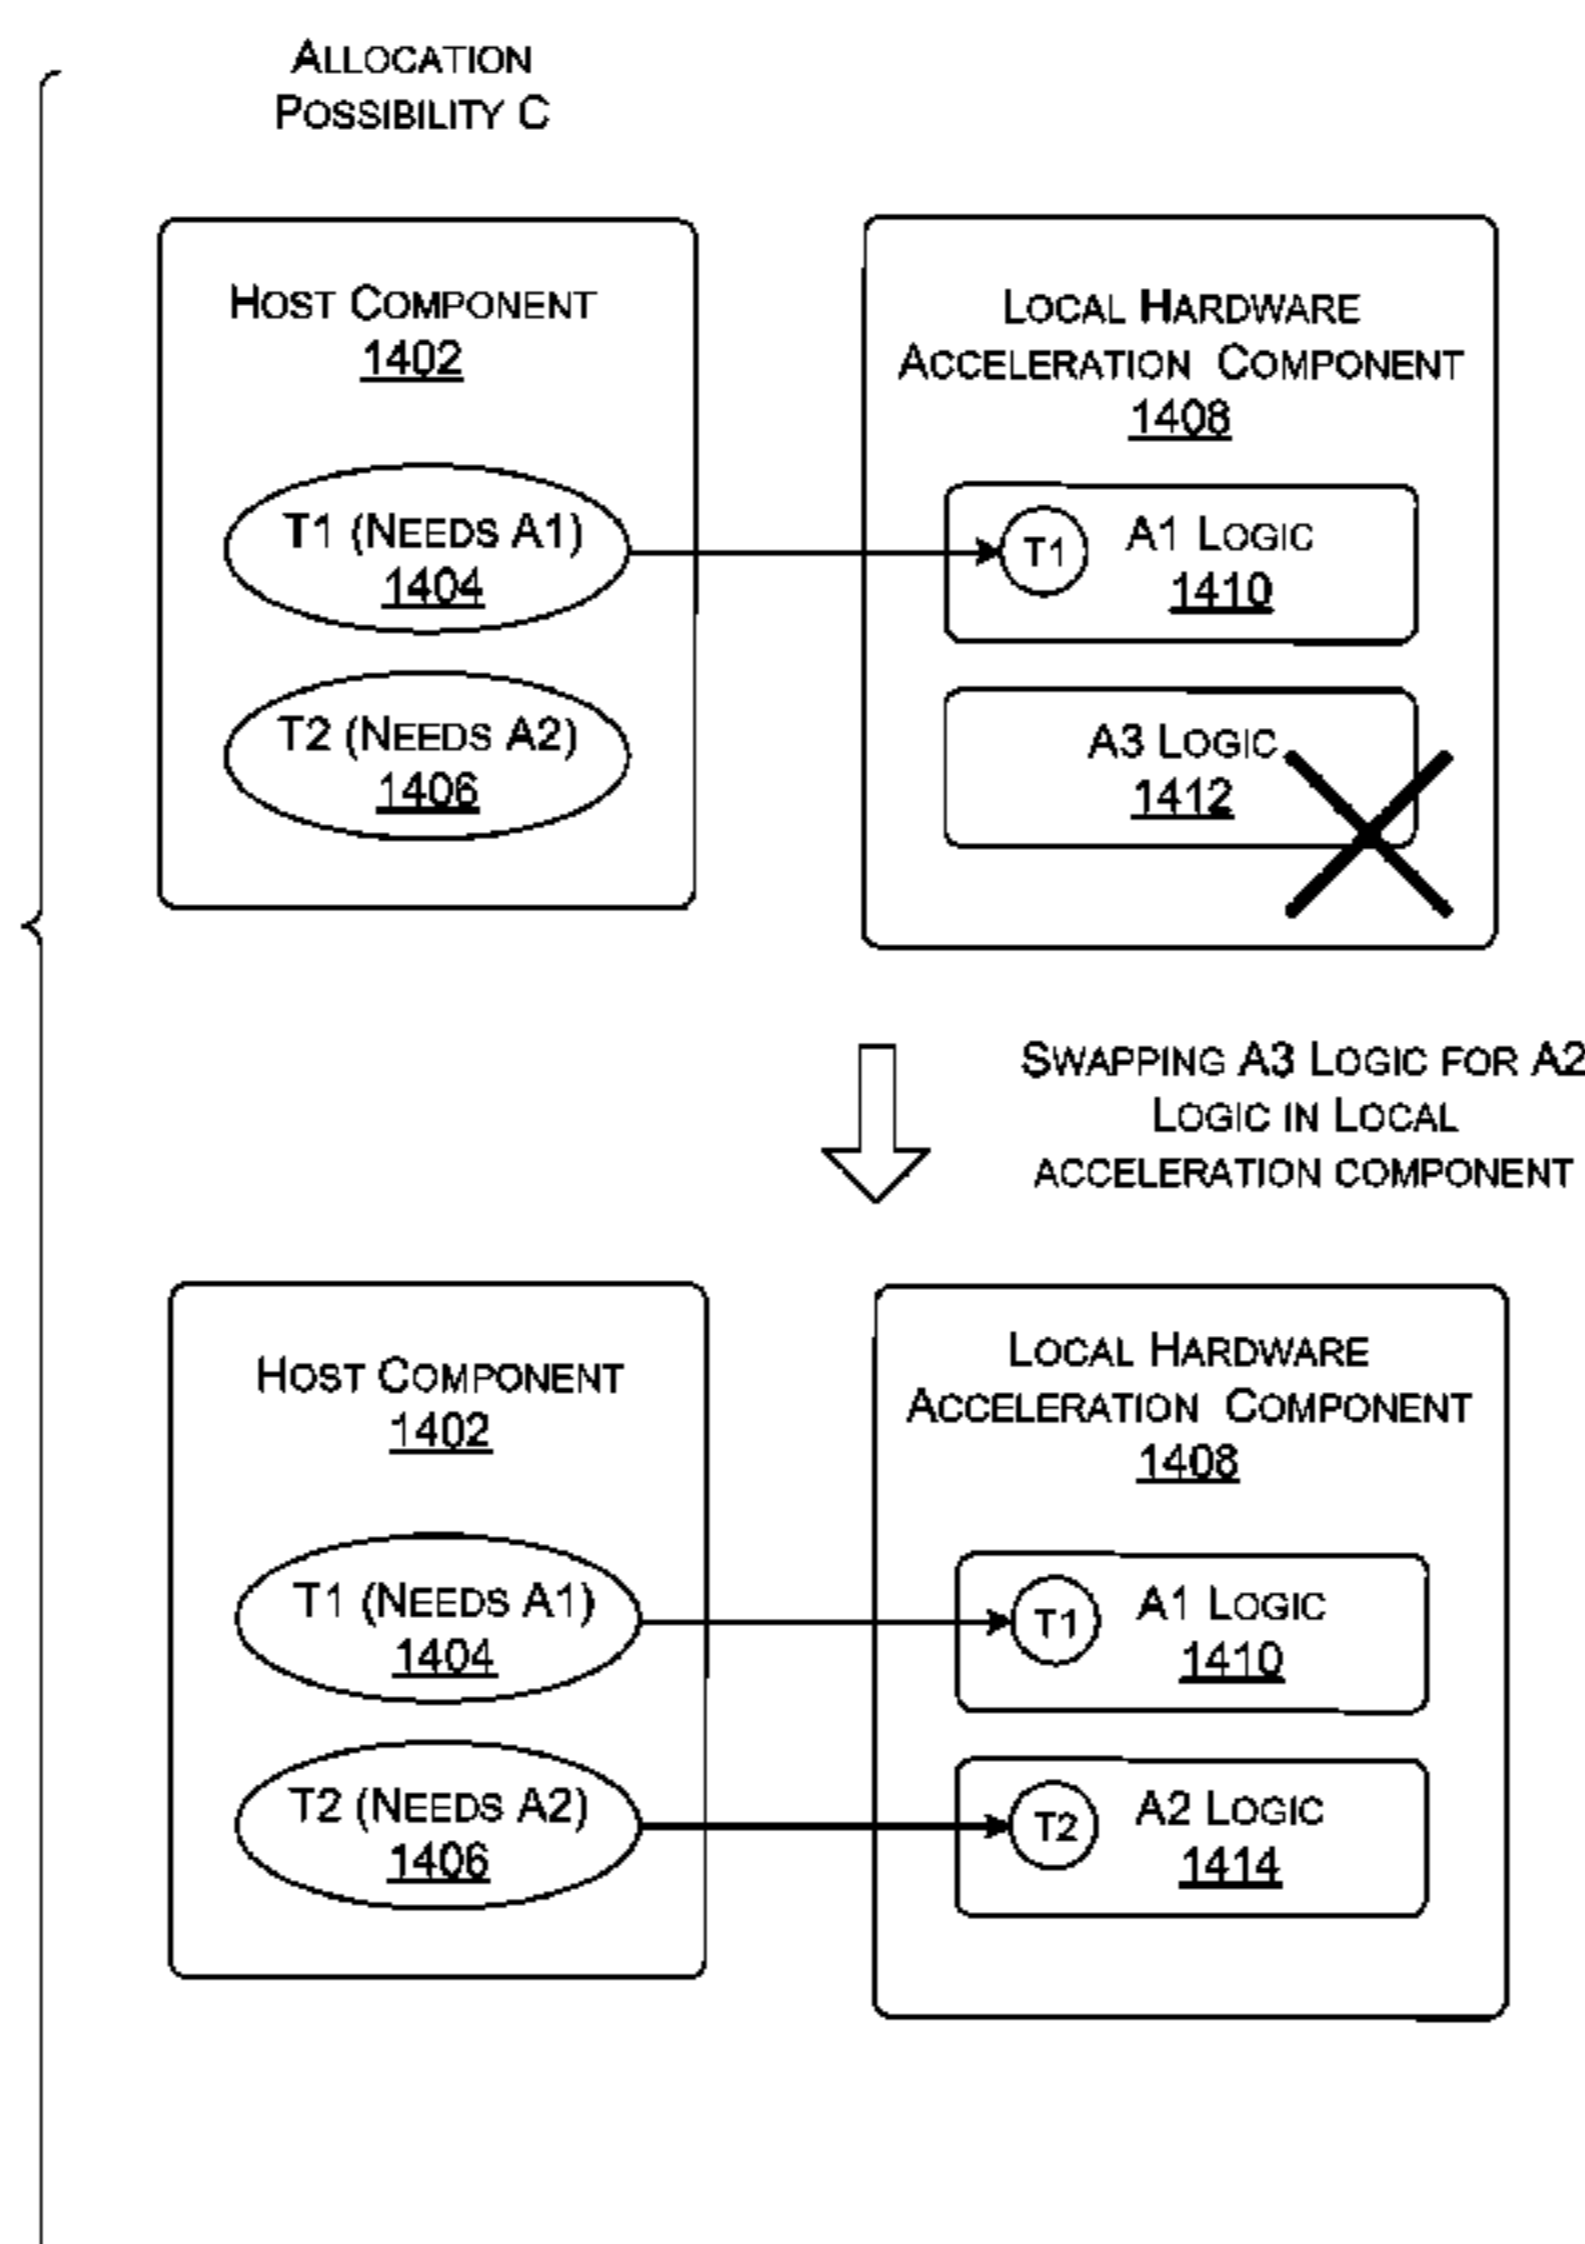 ALLOCATION
POSSIBILITY C
HOST COMPONENT
1402
T1 (NEEDS A1)
1404
T2 (NEEDS A2)
1406
LOCAL HARDWARE
ACCELERATION COMPONENT
1408
T1
A1 LOGIC
1410
A3 LOGIC
1412
SWAPPING A3 LOGIC FOR A2
LOGIC IN LOCAL
ACCELERATION COMPONENT
HOST COMPONENT
1402
T1 (NEEDS A1)
1404
T2 (NEEDS A2)
1406
LOCAL HARDWARE
ACCELERATION COMPONENT
1408
T1
A1 LOGIC
1410
T2
A2 LOGIC
1414